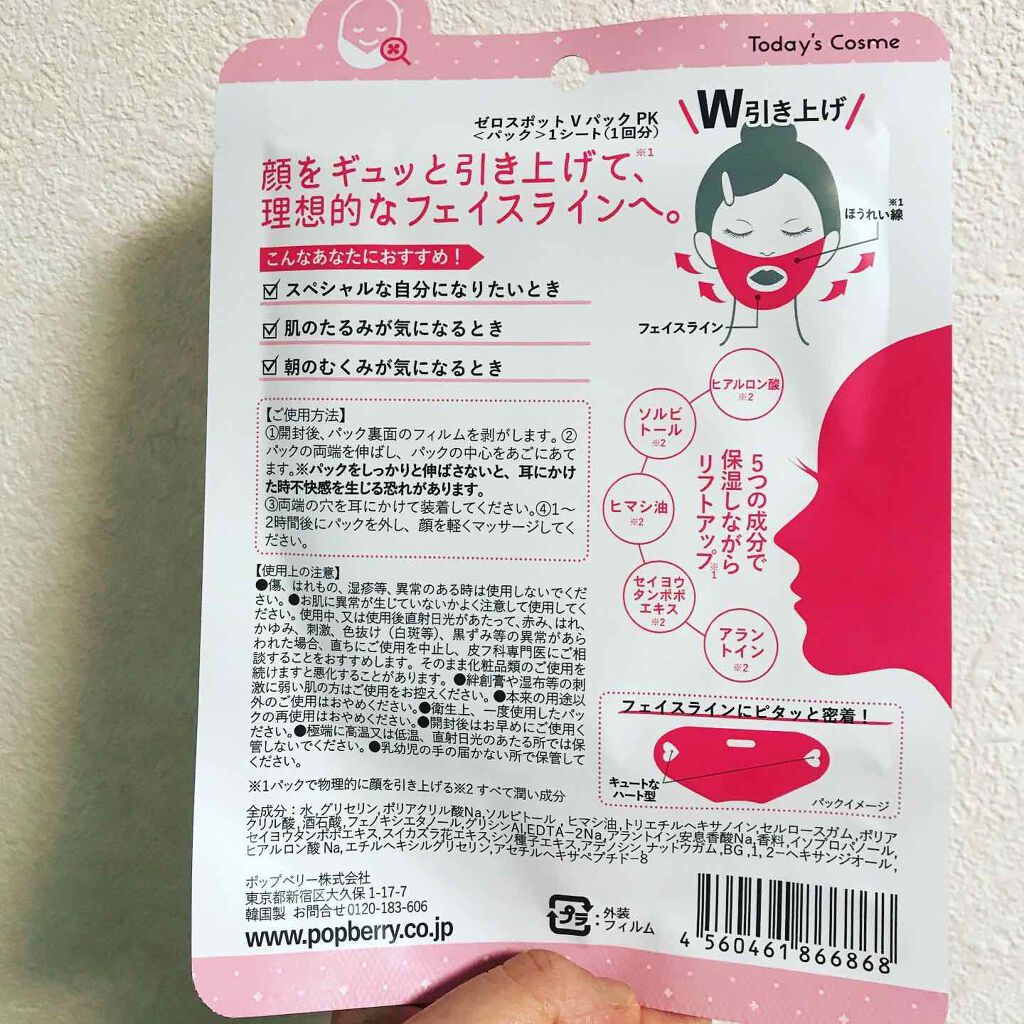 Today's Cosme
W引き上げ
ゼロスポット V パック PK
<パック>1シート(1回分)
顔をギュッと引き上げて、※1
理想的なフェイスラインへ。
※1
ほうれい線
フェイスライン
こんなあなたにおすすめ!
スペシャルな自分になりたいとき
肌のたるみが気になるとき
朝のむくみが気になるとき
【ご使用方法】
①開封後、パック裏面のフィルムを剥がします。②
パックの両端を伸ばし、パックの中心をあごにあて
ます。※パックをしっかりと伸ばさないと、耳にかけ
た時不快感を生じる恐れがあります。
③両端の穴を耳にかけて装着してください。④1〜
2時間後にパックを外し、顔を軽くマッサージしてく
ださい。
ヒアルロン酸
※2
ソルビ
トール
※2
ヒマシ油
※2
セイヨウ
タンポポ
エキス
※2
アラン
トイン
※2
5つの成分で
保湿しながら
リフトアップ※1
【使用上の注意】
●傷、はれもの、湿疹等、異常のある時は使用しないでくだ
さい。●お肌に異常が生じていないかよく注意して使用してく
ださい。使用中、又は使用後直射日光があたって、赤み、はれ、
かゆみ、刺激、色抜け(白斑等)、黒ずみ等の異常があら
われた場合、直ちにご使用を中止し、皮フ科専門医にご相
談することをおすすめします。そのまま化粧品類のご使用を
続けますと悪化することがあります。●絆創膏や湿布等の刺
激に弱い肌の方はご使用をお控えください。●本来の用途以
外のご使用はおやめください。●衛生上、一度使用したパッ
クの再使用はおやめください。●開封後はお早めにご使用く
ださい。●極端に高温又は低温、直射日光のあたる所では保
管しないでください。●乳幼児の手の届かない所で保管して
ください。
フェイスラインにピタッと密着!
キュートな
ハート型
パックイメージ
※1パックで物理的に顔を引き上げる※2 すべて潤い成分
全成分:水、グリセリン,ポリアクリル酸Na,ソルビトール,ヒマシ油,トリエチルヘキサノイン,セルロースガム,ポリア
クリル酸,酒石酸,フェノキシエタノール,グリシンAl,EDTA−2Na,アラントイン,安息香酸Na,香料,イソプロパノール,
セイヨウタンポポエキス,スイカズラ花エキス,シソ種子エキス,アデノシン,ナットウガム,BG,1,2−ヘキサンジオール,
ヒアルロン酸 Na,エチルヘキシルグリセリン,アセチルヘキサペプチド−8
ポップベリー株式会社
東京都新宿区大久保 1-17-7
韓国製 お問合せ0120-183-606
www.popberry.co.jp
プラ
:外装
フィルム
4 560461 866868